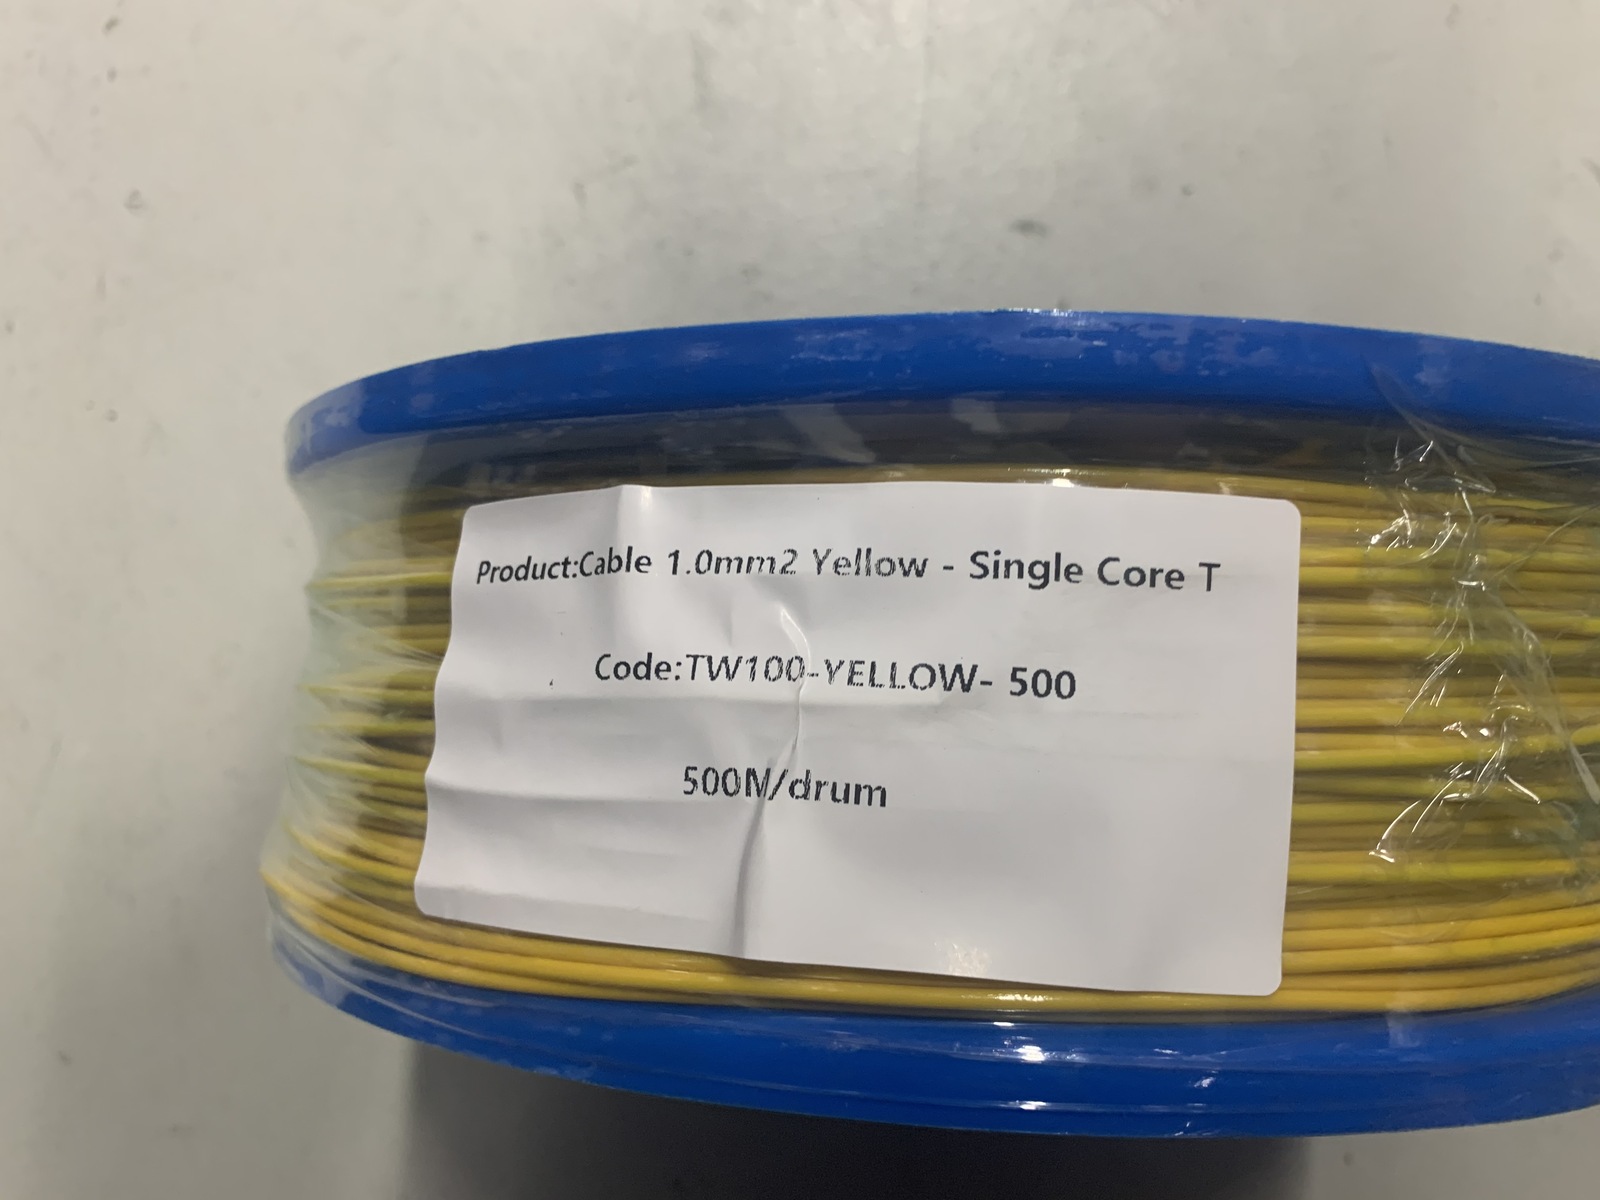 Product:Cable 1.0mm2 Yellow - Single Core T
Code:TW100-YELLOW- 500
500M/drum